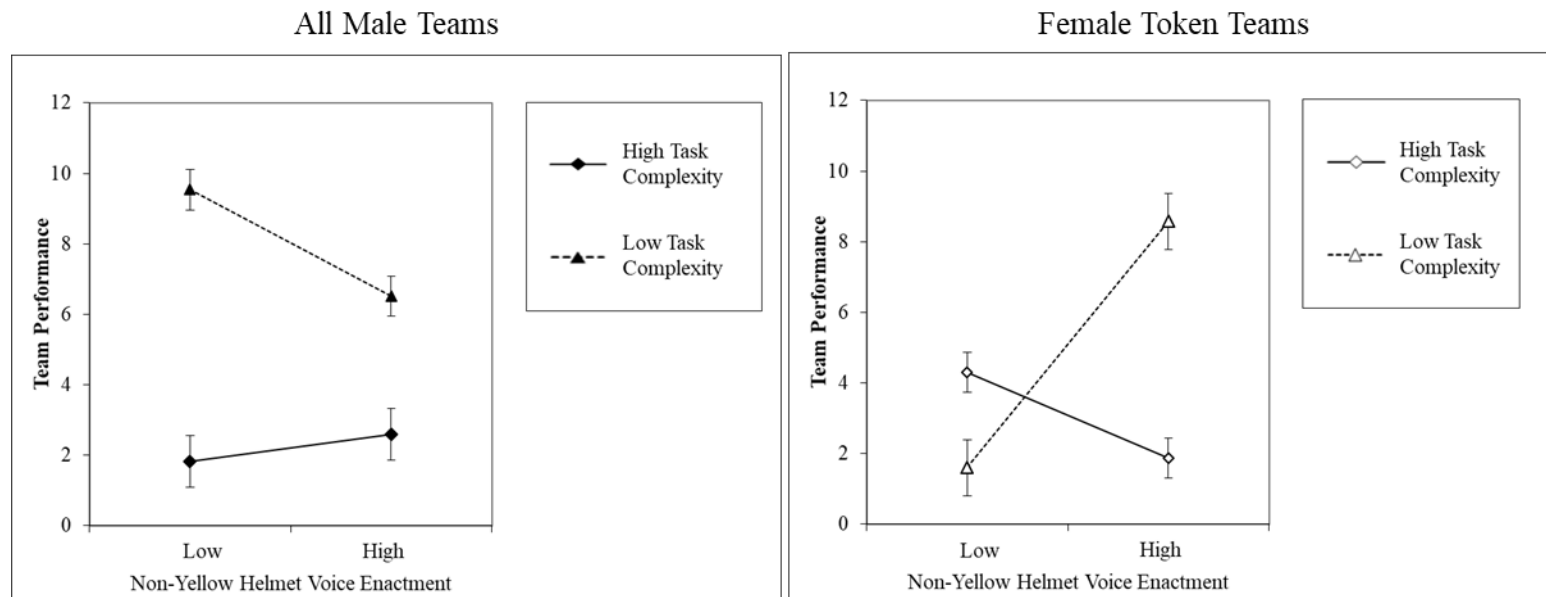 All Male Teams
12
10
8
6
4
2
0
Team Performance
Low
High
Non-Yellow Helmet Voice Enactment
High Task
Complexity
Low Task
Complexity
Female Token Teams
12
10
8
6
4
2
0
Team Performance
Low
High
Non-Yellow Helmet Voice Enactment
High Task
Complexity
Low Task
Complexity